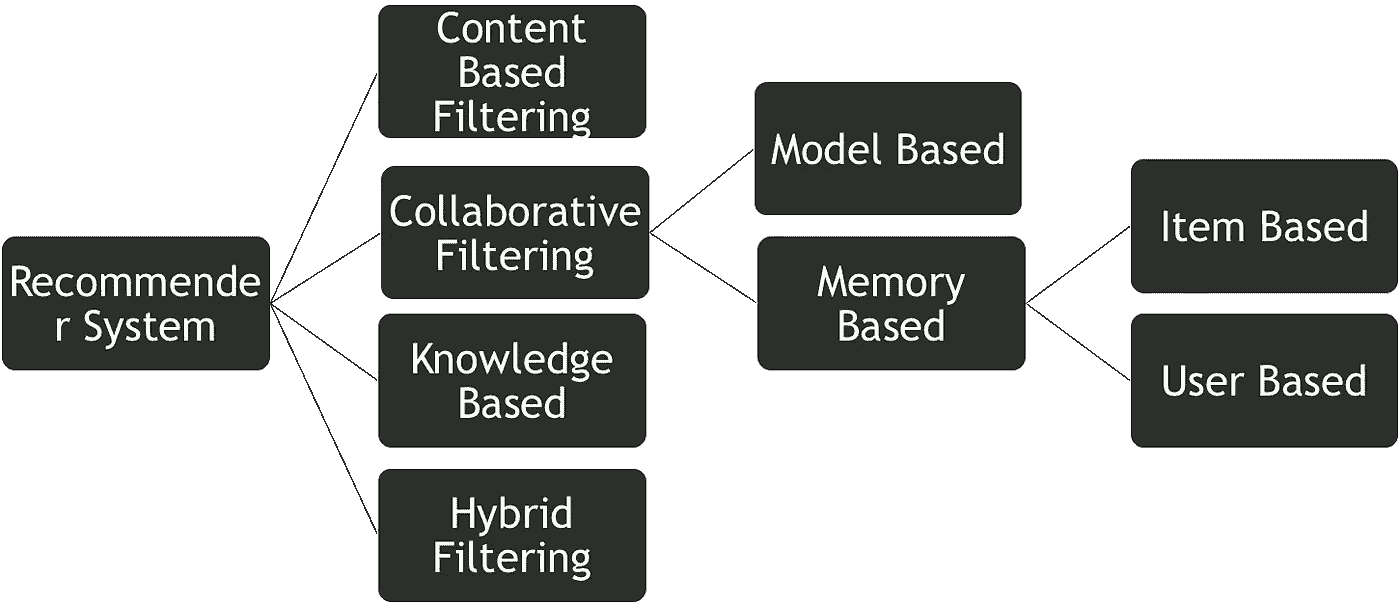 Recommende
r System
Content
Based
Filtering
Collaborative
Filtering
Knowledge
Based
Hybrid
Filtering
Model Based
Memory
Based
Item Based
User Based